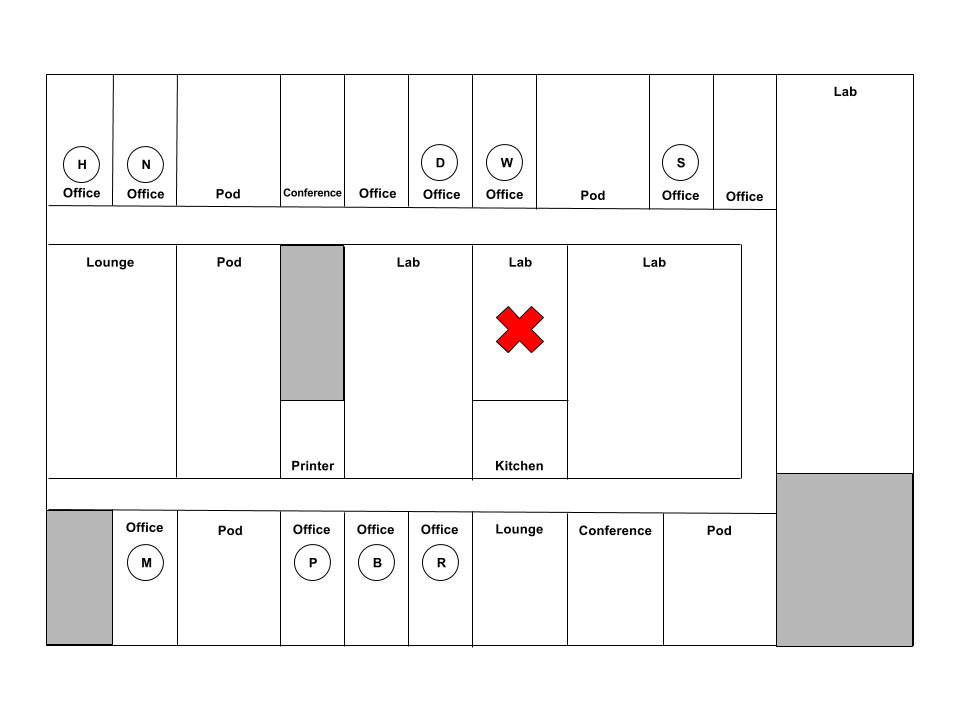 Lab
H
N
D
W
S
Office
Office
Pod
Conference
Office
Office
Office
Pod
Office
Office
Lounge
Pod
Lab
Lab
Lab
Printer
Kitchen
Office
Pod
Office
Office
Office
Lounge
Conference
Pod
M
P
B
R